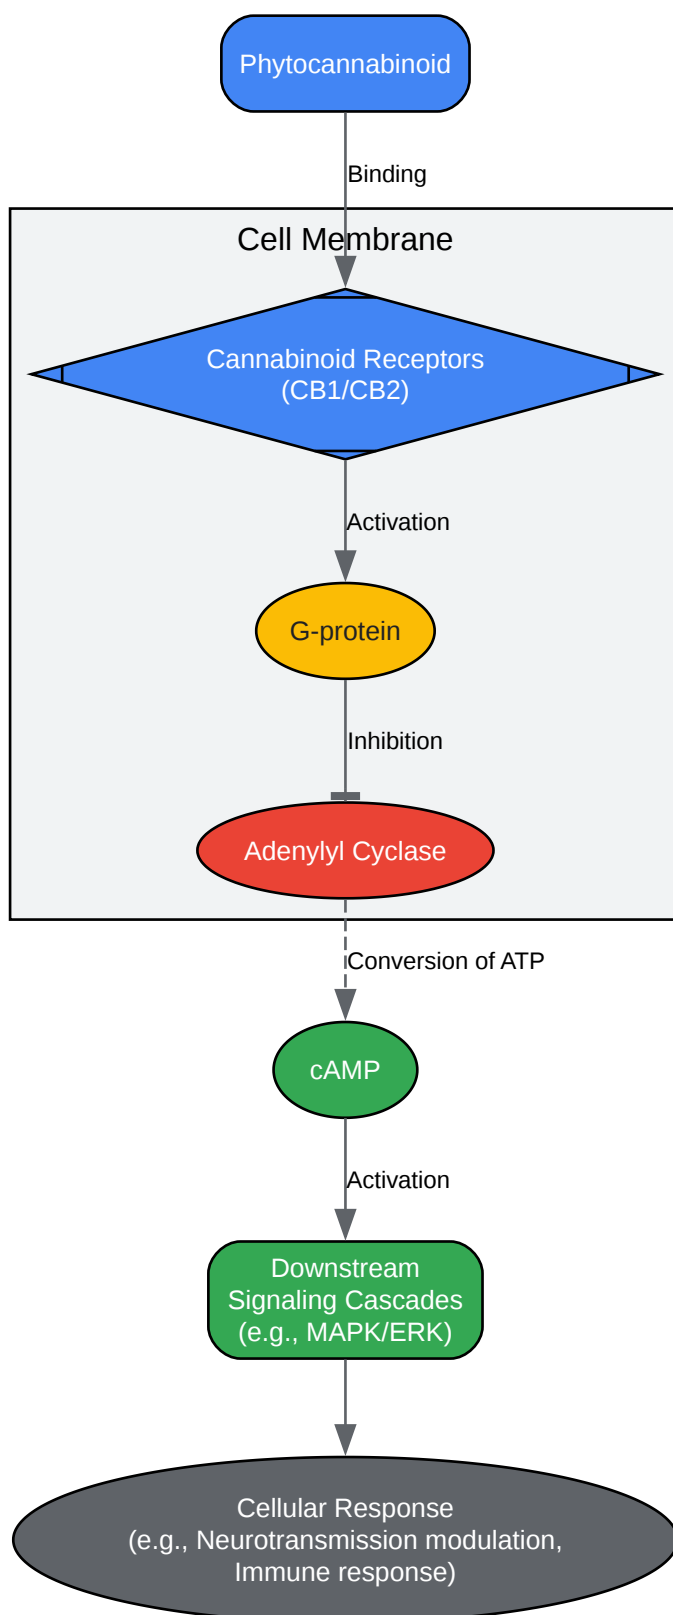 Phytocannabinoid
Binding
Cell Membrane
Cannabinoid Receptors
(CB1/CB2)
Activation
G-protein
Inhibition
Adenylyl Cyclase
Conversion of ATP
cAMP
Activation
Downstream
Signaling Cascades
(e.g., MAPK/ERK)
Cellular Response
(e.g., Neurotransmission modulation,
Immune response)